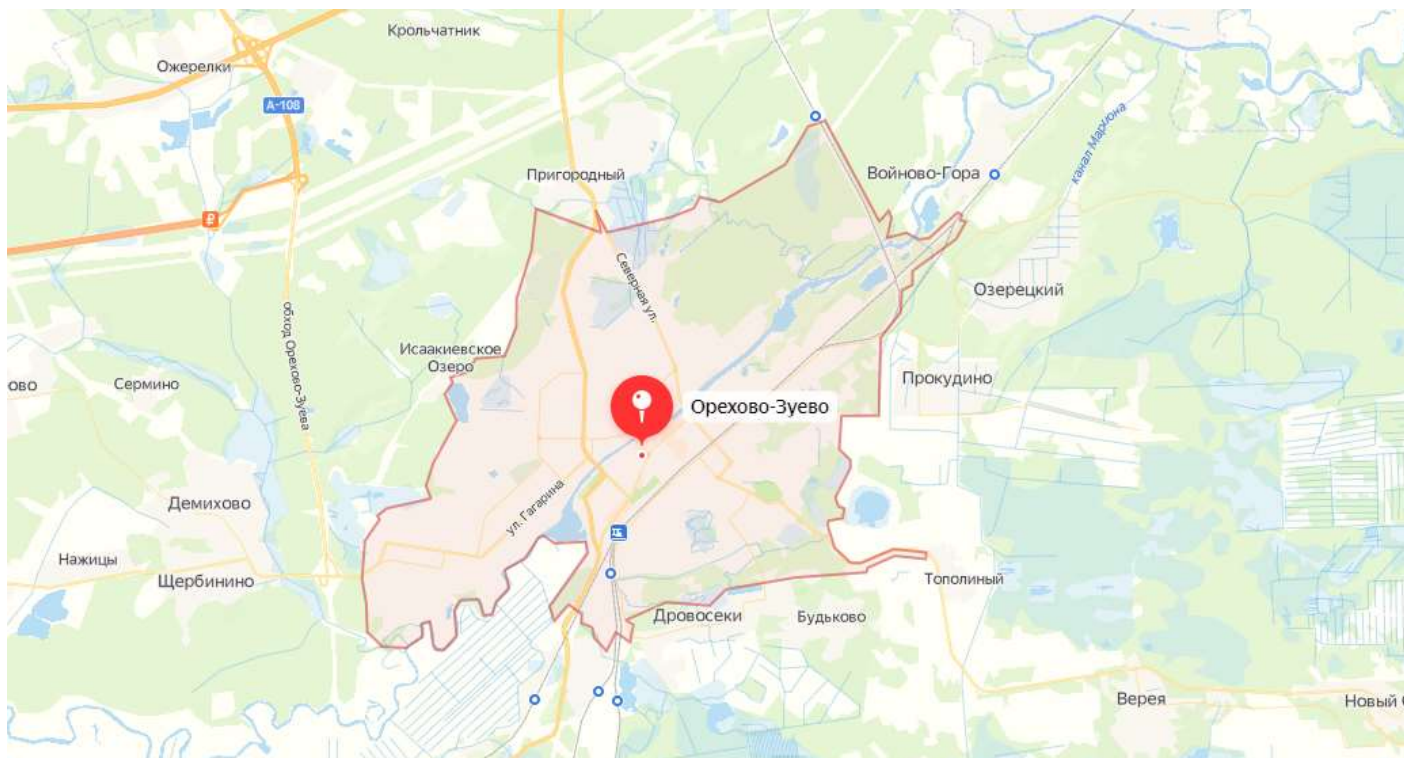 Крольчатник
Ожерелки
А-108
канал Марьюна
Войново-Гора
Пригородный
₽
Северная ул.
Озерецкий
обход Орехово-Зуева
Исаакиевское
Озеро
Прокудино
ово
Сермино
Орехово-Зуево
ул. Гагарина
Демихово
Нажицы
Щербинино
Тополиный
Дровосеки
Будьково
Верея
Новый